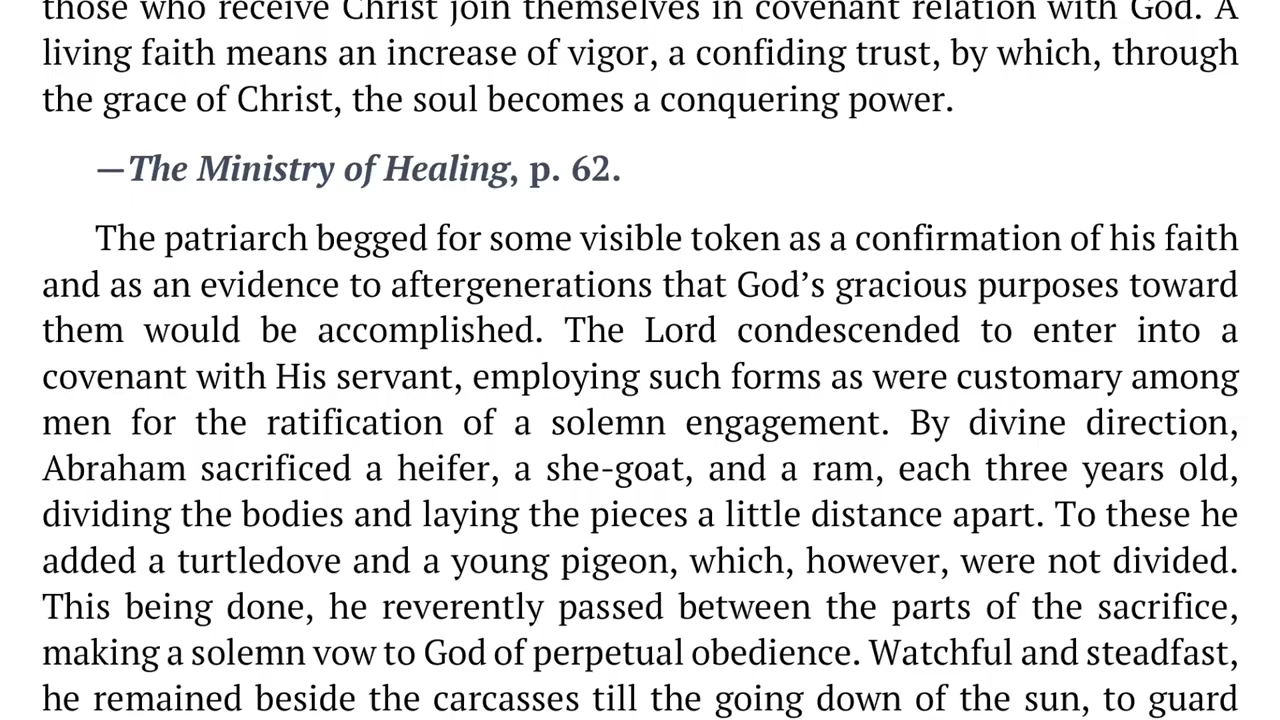 those who receive Christ join themselves in covenant relation with God. A
living faith means an increase of vigor, a confiding trust, by which, through
the grace of Christ, the soul becomes a conquering power.
—The Ministry of Healing, p. 62.
The patriarch begged for some visible token as a confirmation of his faith
and as an evidence to aftergenerations that God’s gracious purposes toward
them would be accomplished. The Lord condescended to enter into a
covenant with His servant, employing such forms as were customary among
men for the ratification of a solemn engagement. By divine direction,
Abraham sacrificed a heifer, a she-goat, and a ram, each three years old,
dividing the bodies and laying the pieces a little distance apart. To these he
added a turtledove and a young pigeon, which, however, were not divided.
This being done, he reverently passed between the parts of the sacrifice,
making a solemn vow to God of perpetual obedience. Watchful and steadfast,
he remained beside the carcasses till the going down of the sun, to guard